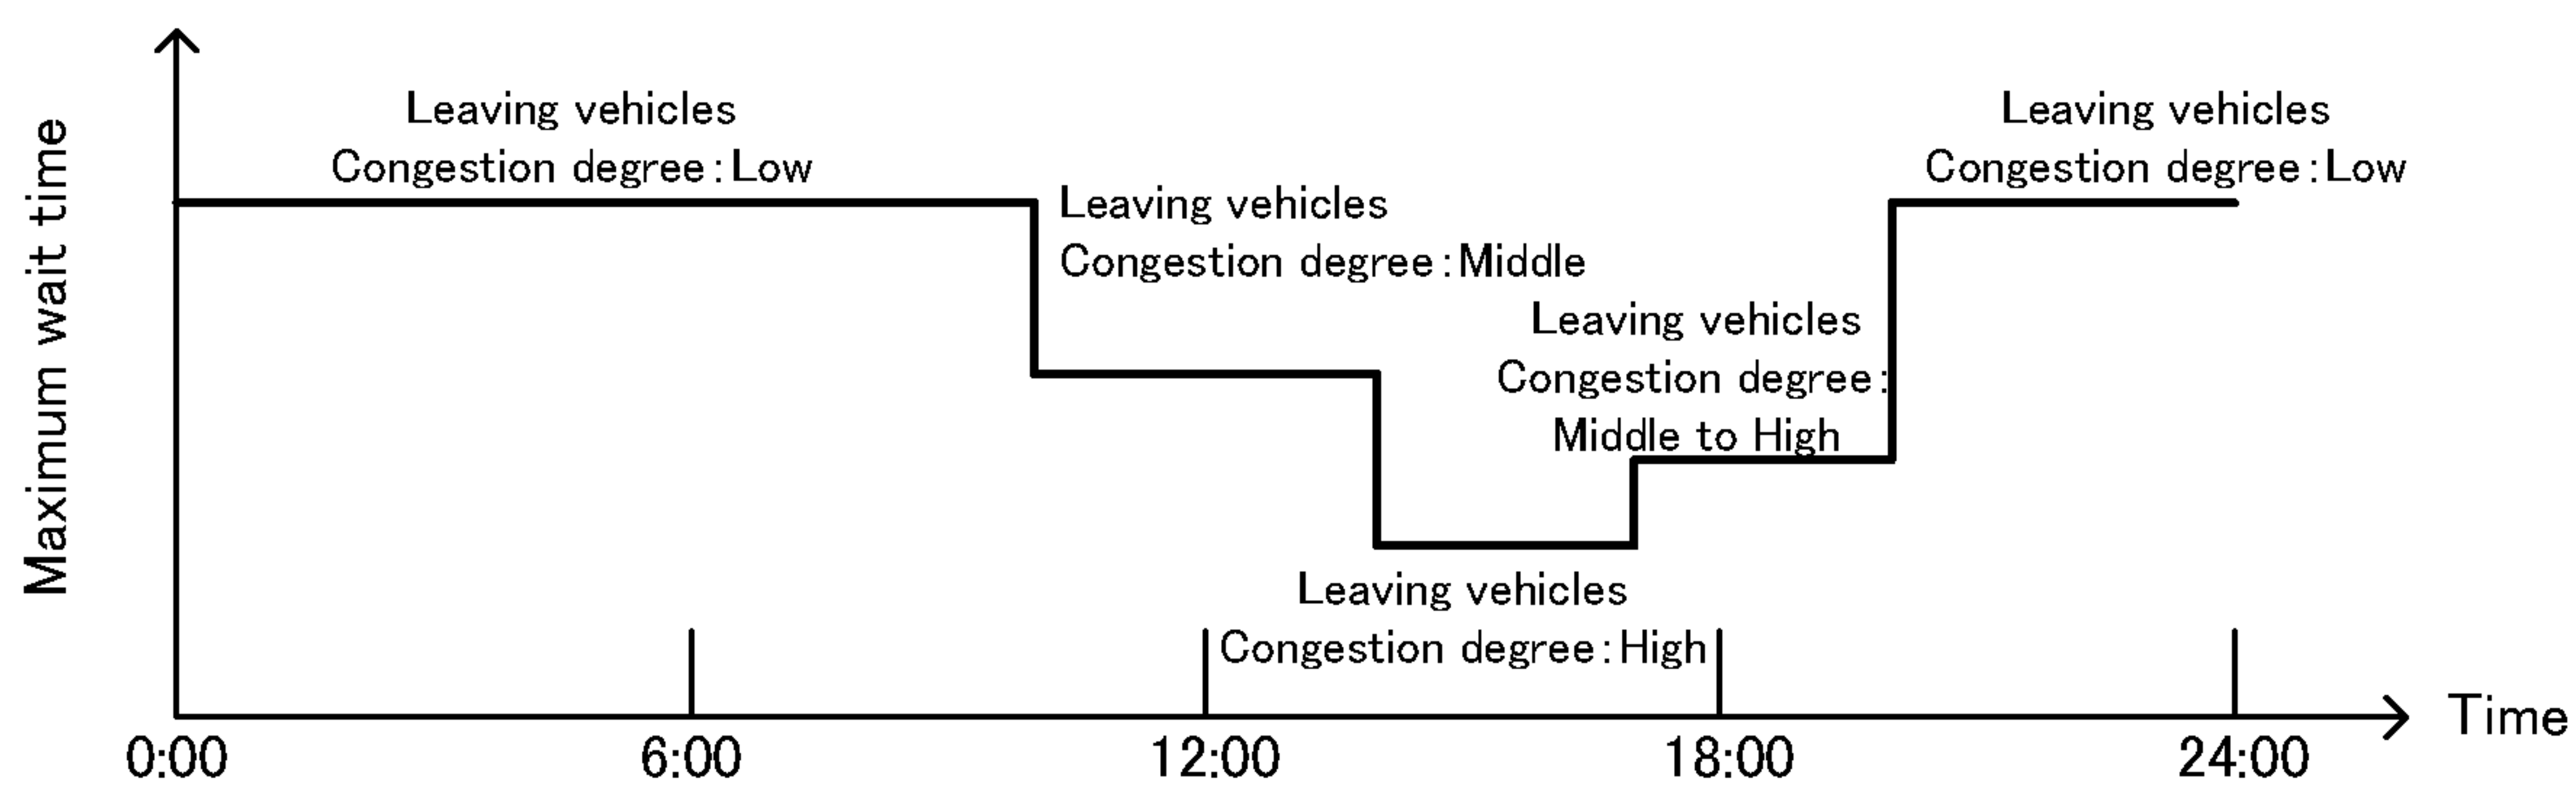 Maximum wait time
Leaving vehicles
Congestion degree:Low
Leaving vehicles
Congestion degree:Middle
Leaving vehicles
Congestion degree:
Middle to High
Leaving vehicles
Congestion degree:Low
Leaving vehicles
Congestion degree:High
0:00
6:00
12:00
18:00
24:00
Time